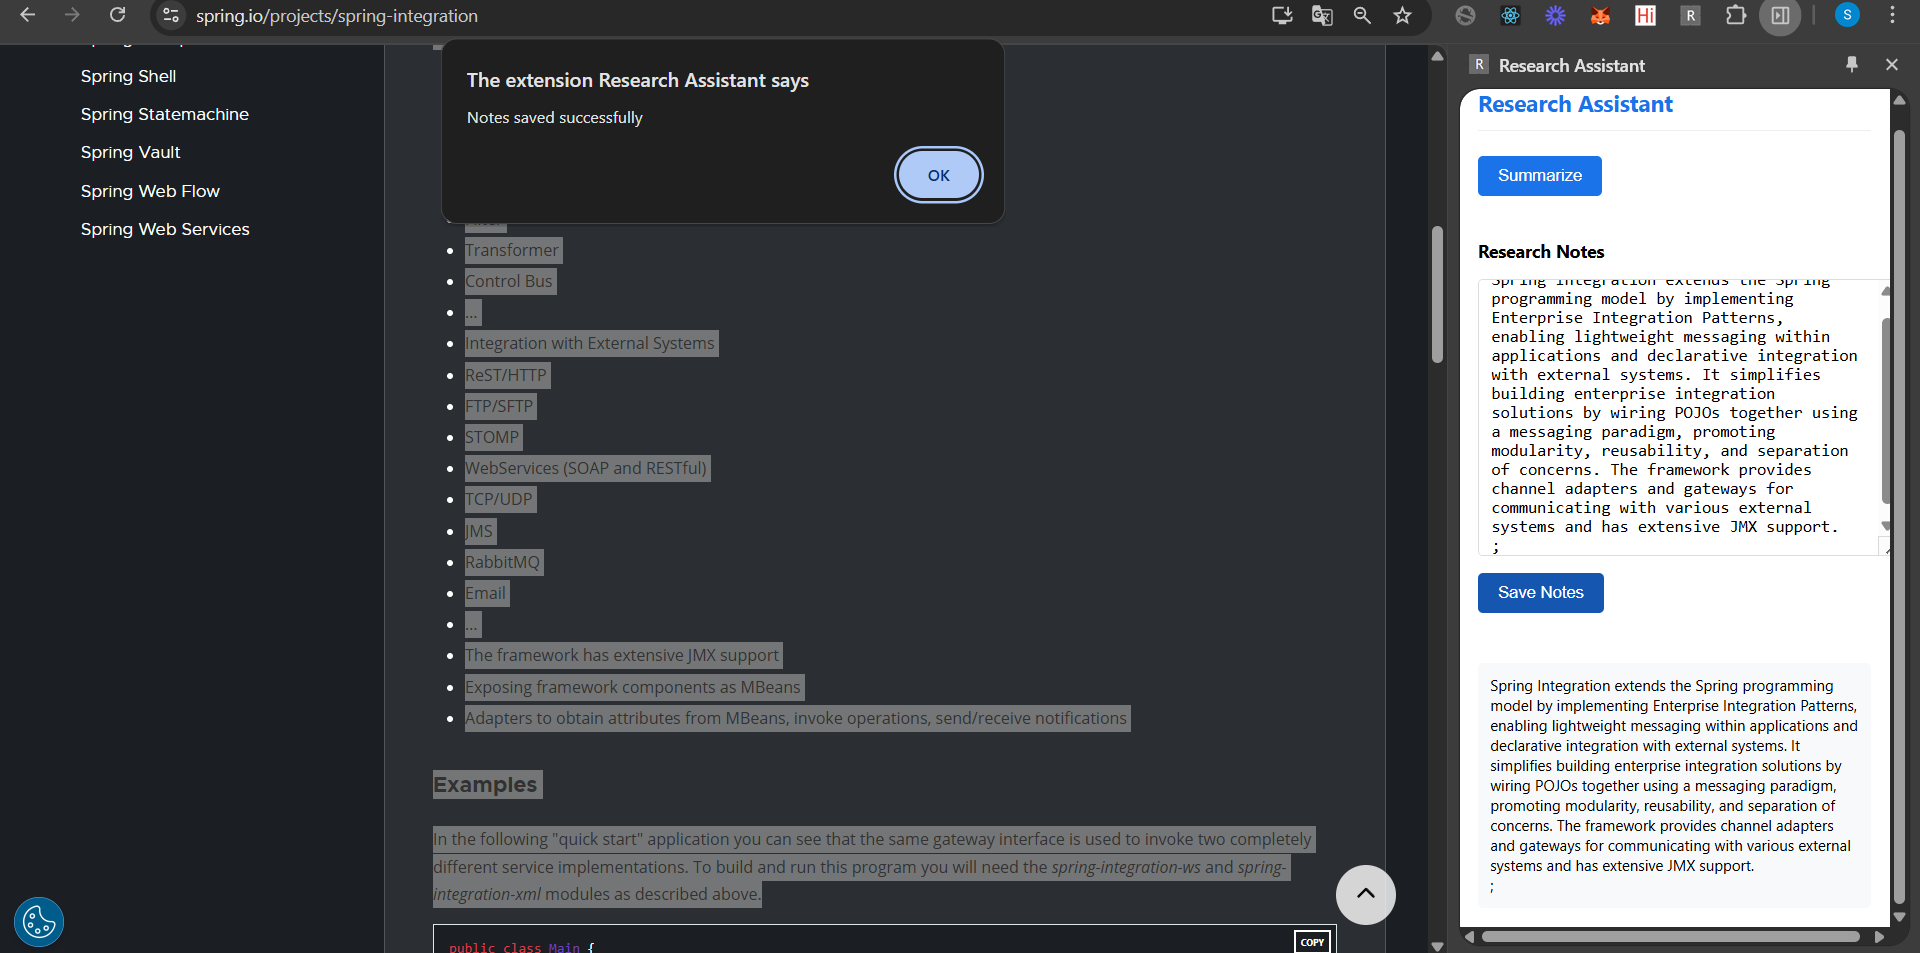 spring.io/projects/spring-integration
Hi
R
S
Spring Shell
Spring Statemachine
Spring Vault
Spring Web Flow
Spring Web Services
The extension Research Assistant says
Notes saved successfully
OK
Transformer
Control Bus
...
Integration with External Systems
ReST/HTTP
FTP/SFTP
STOMP
WebServices (SOAP and RESTful)
TCP/UDP
JMS
RabbitMQ
Email
...
The framework has extensive JMX support
Exposing framework components as MBeans
Adapters to obtain attributes from MBeans, invoke operations, send/receive notifications
Examples
In the following "quick start" application you can see that the same gateway interface is used to invoke two completely
different service implementations. To build and run this program you will need the spring-integration-ws and spring-
integration-xml modules as described above.
public class Main {
COPY
R Research Assistant
Research Assistant
Summarize
Research Notes
Spring Integration extends the Spring
programming model by implementing
Enterprise Integration Patterns,
enabling lightweight messaging within
applications and declarative integration
with external systems. It simplifies
building enterprise integration
solutions by wiring POJOs together using
a messaging paradigm, promoting
modularity, reusability, and separation
of concerns. The framework provides
channel adapters and gateways for
communicating with various external
systems and has extensive JMX support.
;
Save Notes
Spring Integration extends the Spring programming
model by implementing Enterprise Integration Patterns,
enabling lightweight messaging within applications and
declarative integration with external systems. It
simplifies building enterprise integration solutions by
wiring POJOs together using a messaging paradigm,
promoting modularity, reusability, and separation of
concerns. The framework provides channel adapters
and gateways for communicating with various external
systems and has extensive JMX support.
;